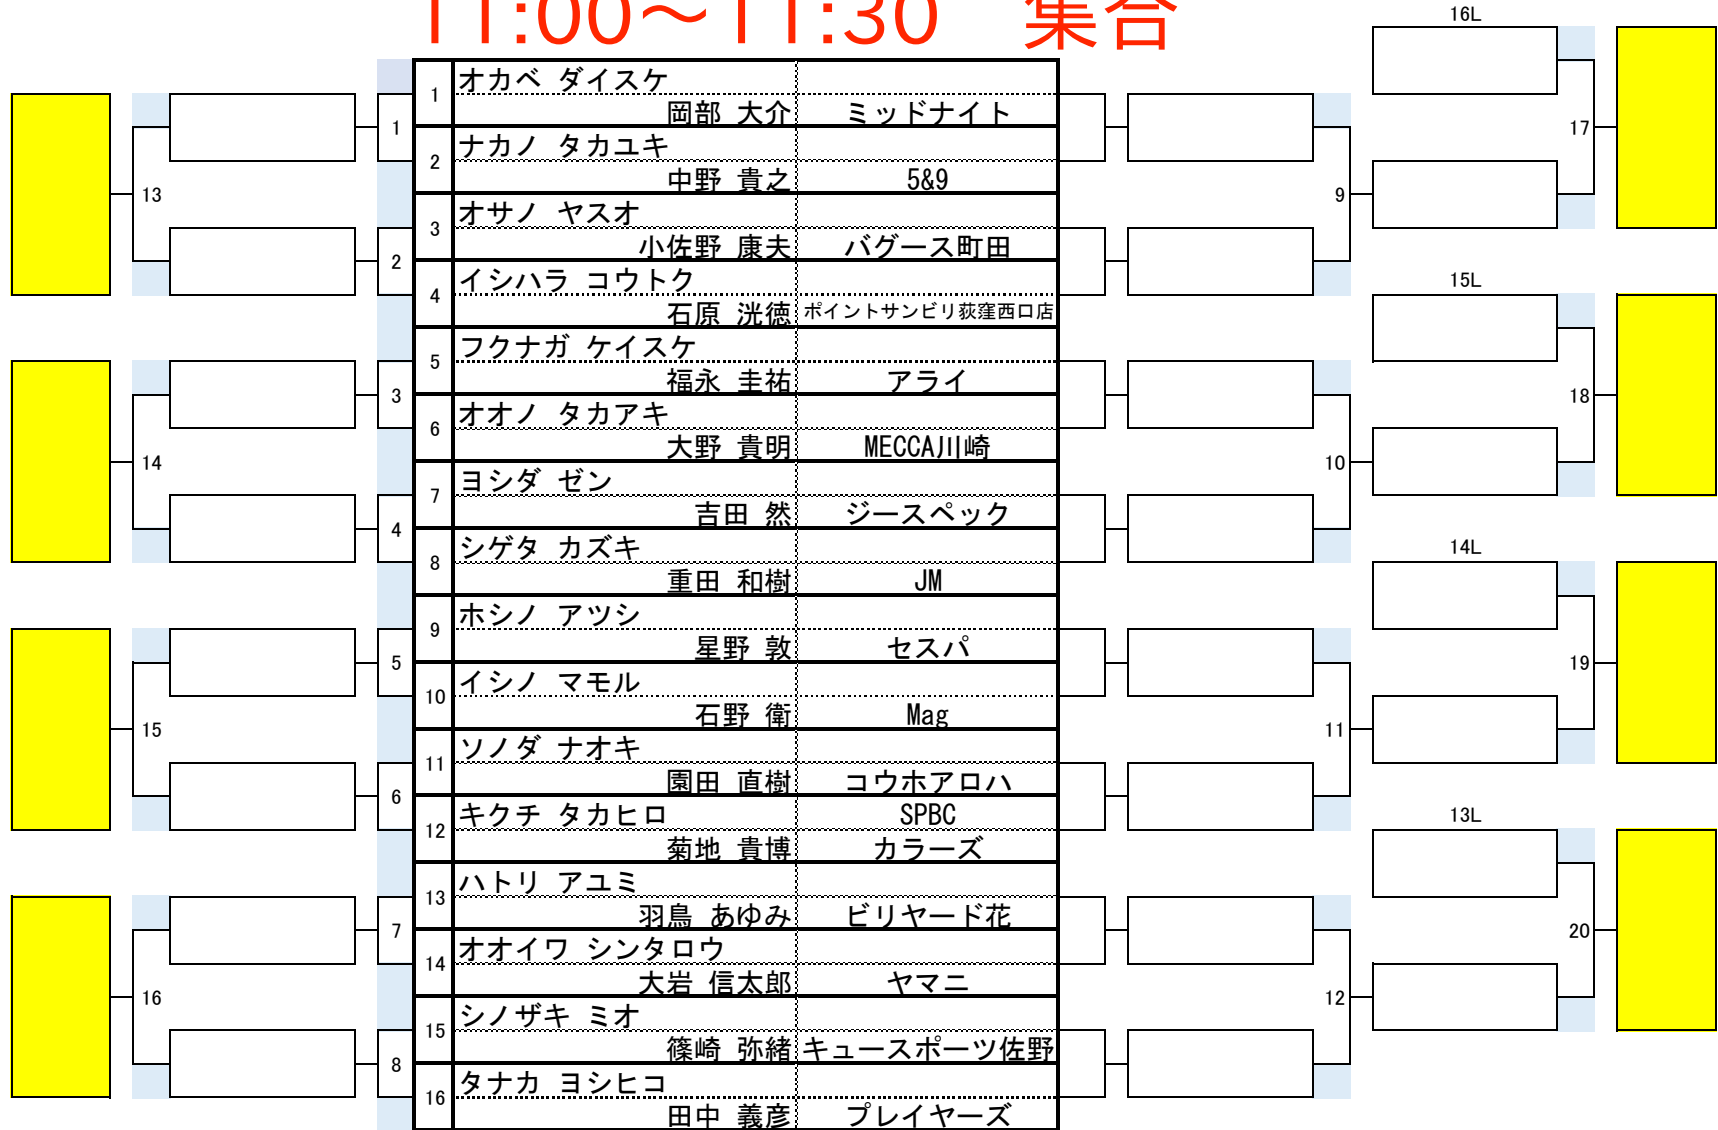 11:00～11:30 集合
16L
1 オカベ ダイスケ
岡部 大介 ミッドナイト
1
17
2 ナカノ タカユキ
中野 貴之 5&9
13
9
3 オサノ ヤスオ
小佐野 康夫 バグース町田
2
15L
4 イシハラ コウトク
石原 洸徳 ポイントサンビリ荻窪西口店
5 フクナガ ケイスケ
福永 圭祐 アライ
3
18
6 オオノ タカアキ
大野 貴明 MECCA川崎
14
10
7 ヨシダ ゼン
吉田 然 ジースペック
4
14L
8 シゲタ カズキ
重田 和樹 JM
9 ホシノ アツシ
星野 敦 セスパ
5
19
10 イシノ マモル
石野 衛 Mag
15
11
11 ソノダ ナオキ
園田 直樹 コウホアロハ
6
13L
12 キクチ タカヒロ SPBC
菊地 貴博 カラーズ
13 ハトリ アユミ
羽鳥 あゆみ ビリヤード花
7
20
14 オオイワ シンタロウ
大岩 信太郎 ヤマニ
16
12
15 シノザキ ミオ
篠崎 弥緒 キュースポーツ佐野
8
16 タナカ ヨシヒコ
田中 義彦 プレイヤーズ